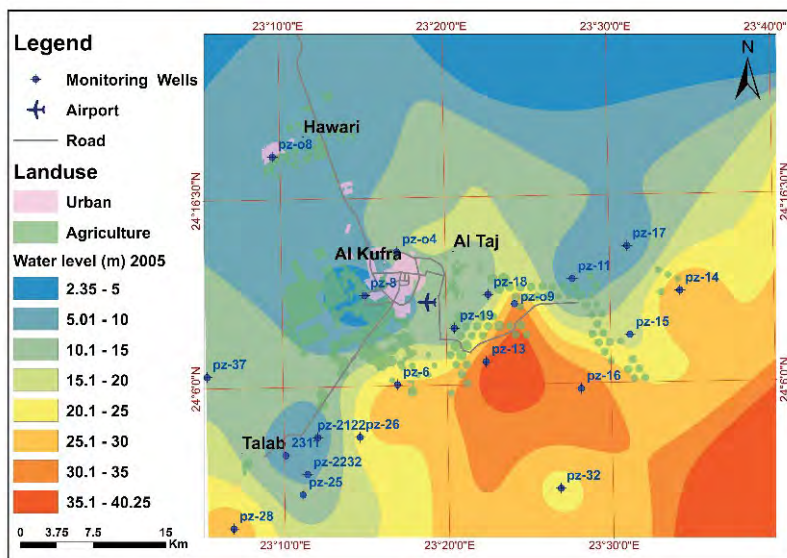 23°10'0"E 23°20'0"E 23°30'0"E 23°40'0"E
Legend
Monitoring Wells
Airport
Road
Landuse
Urban
Agriculture
Water level (m) 2005
2.35 - 5
5.01 - 10
10.1 - 15
15.1 - 20
20.1 - 25
25.1 - 30
30.1 - 35
35.1 - 40.25
0 3.75 7.5 15
Km
N
Hawari
pz-o8
24°16'30"N
24°16'30"N
pz-o4
Al Taj
pz-17
Al Kufra
pz-8
pz-11
pz-14
pz-18
pz-o9
pz-19
pz-15
pz-13
pz-37
pz-6
pz-16
24°6'0"N
24°6'0"N
pz-2122
pz-26
Talab
2311
pz-2232
pz-25
pz-32
pz-28
23°10'0"E 23°20'0"E 23°30'0"E